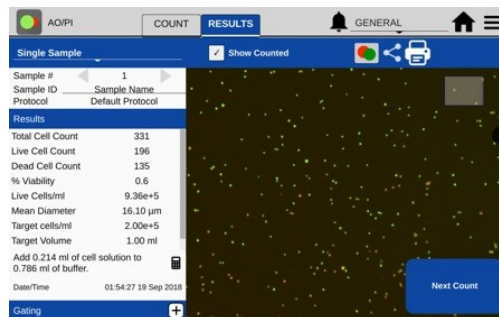 AO/PI COUNT RESULTS GENERAL
Single Sample Show Counted
Sample # 1
Sample ID Sample Name
Protocol Default Protocol
Results
Total Cell Count 331
Live Cell Count 196
Dead Cell Count 135
% Viability 0.6
Live Cells/ml 9.36e+5
Mean Diameter 16.10 μm
Target cells/ml 2.00e+5
Target Volume 1.00 ml
Add 0.214 ml of cell solution to
0.786 ml of buffer.
Date/Time 01:54:27 19 Sep 2018
Next Count
Gating